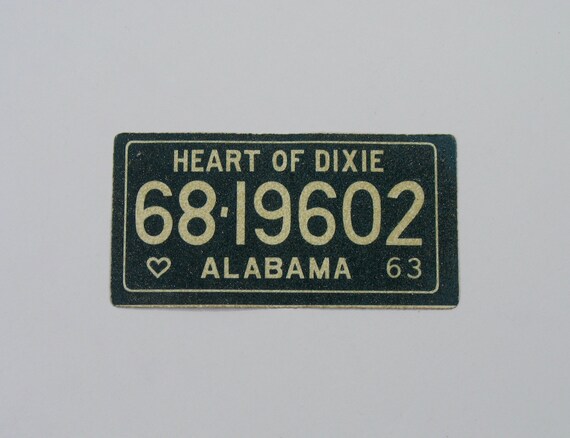 HEART OF DIXIE
68-19602
ALABAMA 63